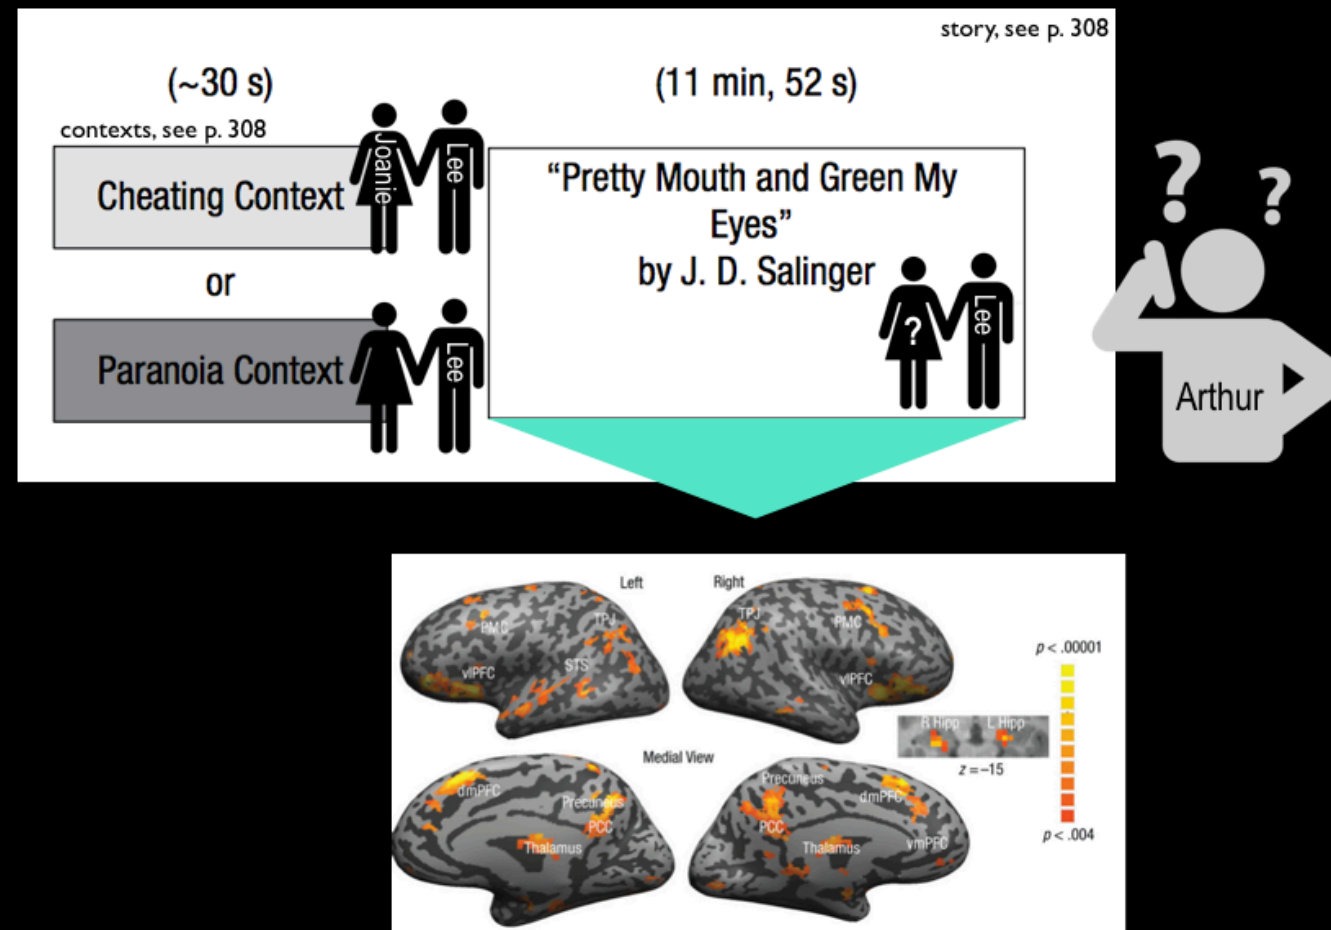 story, see p. 308
(~30 s)
(11 min, 52 s)
contexts, see p. 308
Cheating Context
Joanie
Lee
or
Paranoia Context
Lee
“Pretty Mouth and Green My
Eyes”
by J. D. Salinger
?
Lee
? ?
Arthur
Left
Right
PMC
TPJ
STS
vlPFC
TPJ
PMC
vlPFC
p < .00001
R Hipp
L Hipp
z = –15
p < .004
Medial View
dmPFC
Precuneus
PCC
Thalamus
Precuneus
dmPFC
PCC
Thalamus
vmPFC